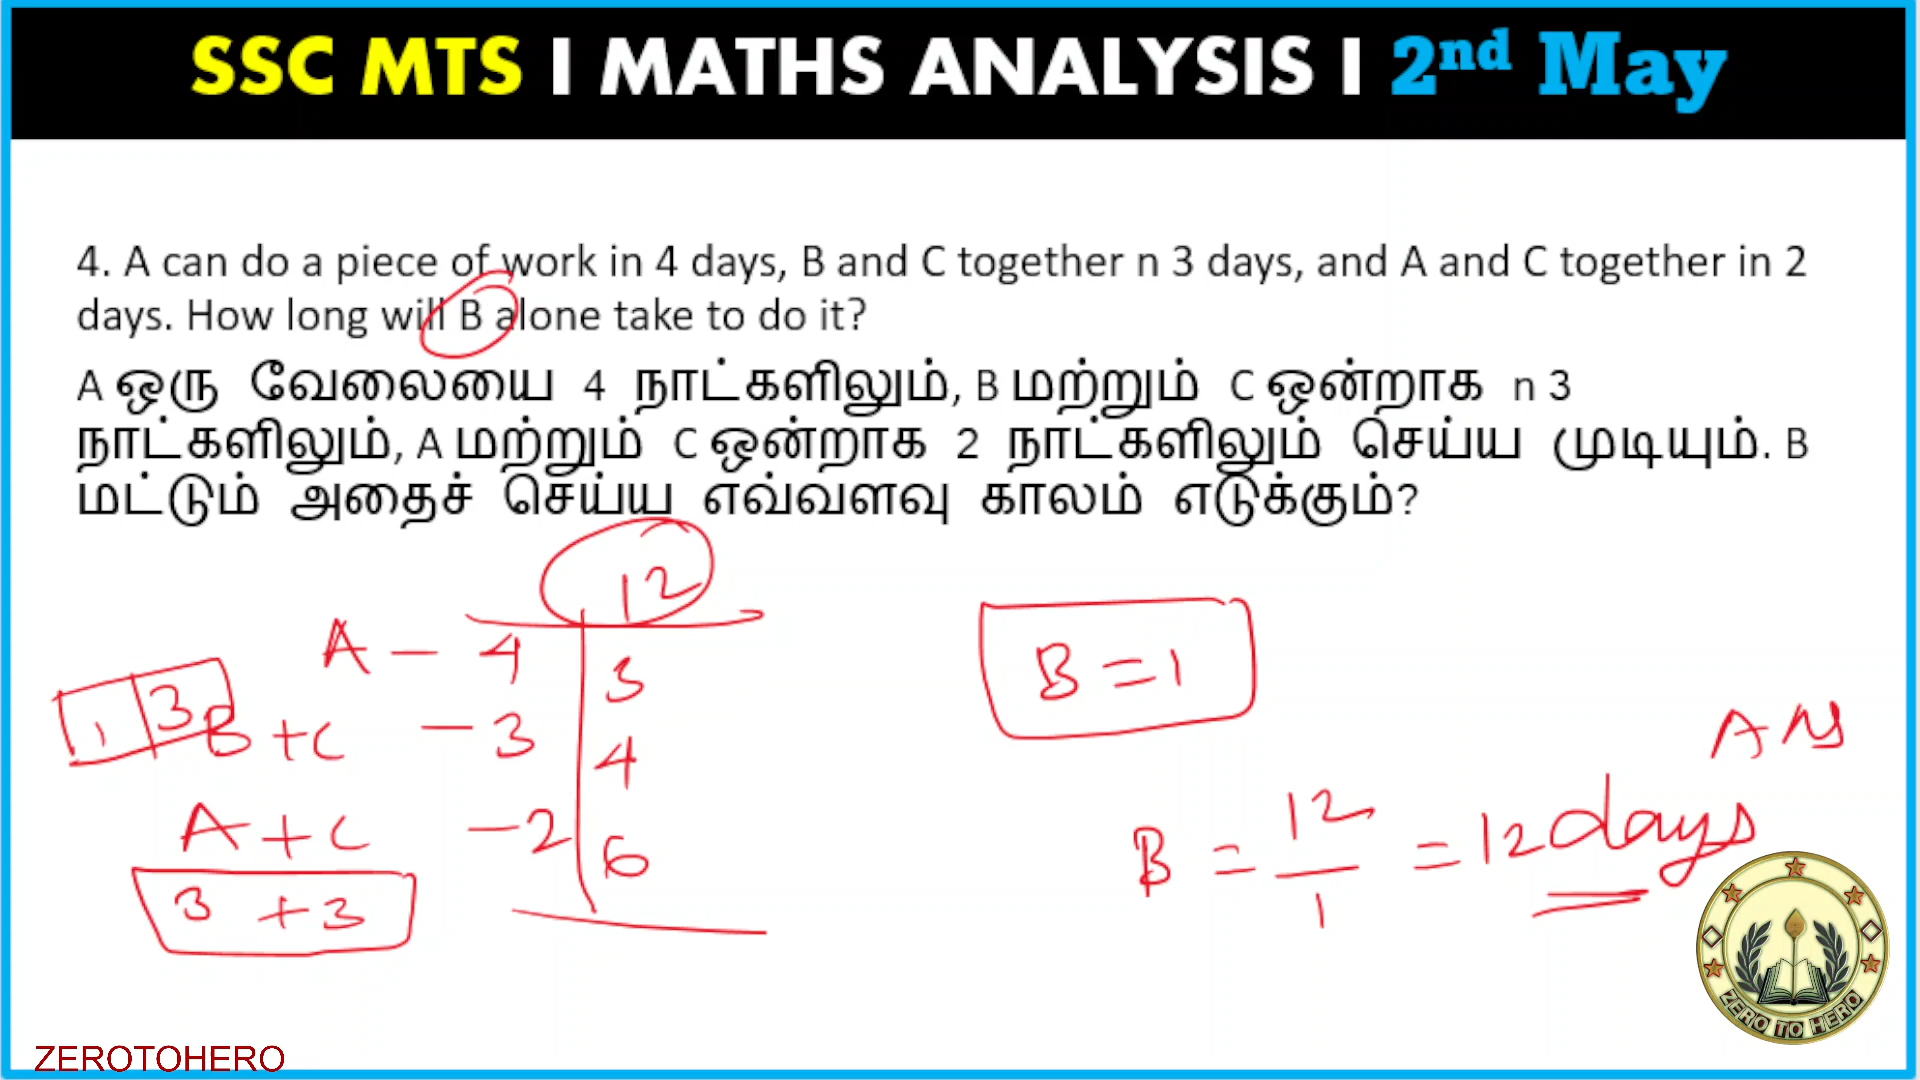 SSC MTS I MATHS ANALYSIS I 2nd May
4. A can do a piece of work in 4 days, B and C together n 3 days, and A and C together in 2
days. How long will B alone take to do it?
A ஒரு வேலையை 4 நாட்களிலும், B மற்றும் C ஒன்றாக n 3
நாட்களிலும், A மற்றும் C ஒன்றாக 2 நாட்களிலும் செய்ய முடியும். B
மட்டும் அதைச் செய்ய எவ்வளவு காலம் எடுக்கும்?
12
A - 4 3
1 3 B + C - 3 4
A + C - 2 6
3 + 3
B = 1
Ans
B = 12/1 = 12 days
ZERO TO HERO
ZEROTOHERO